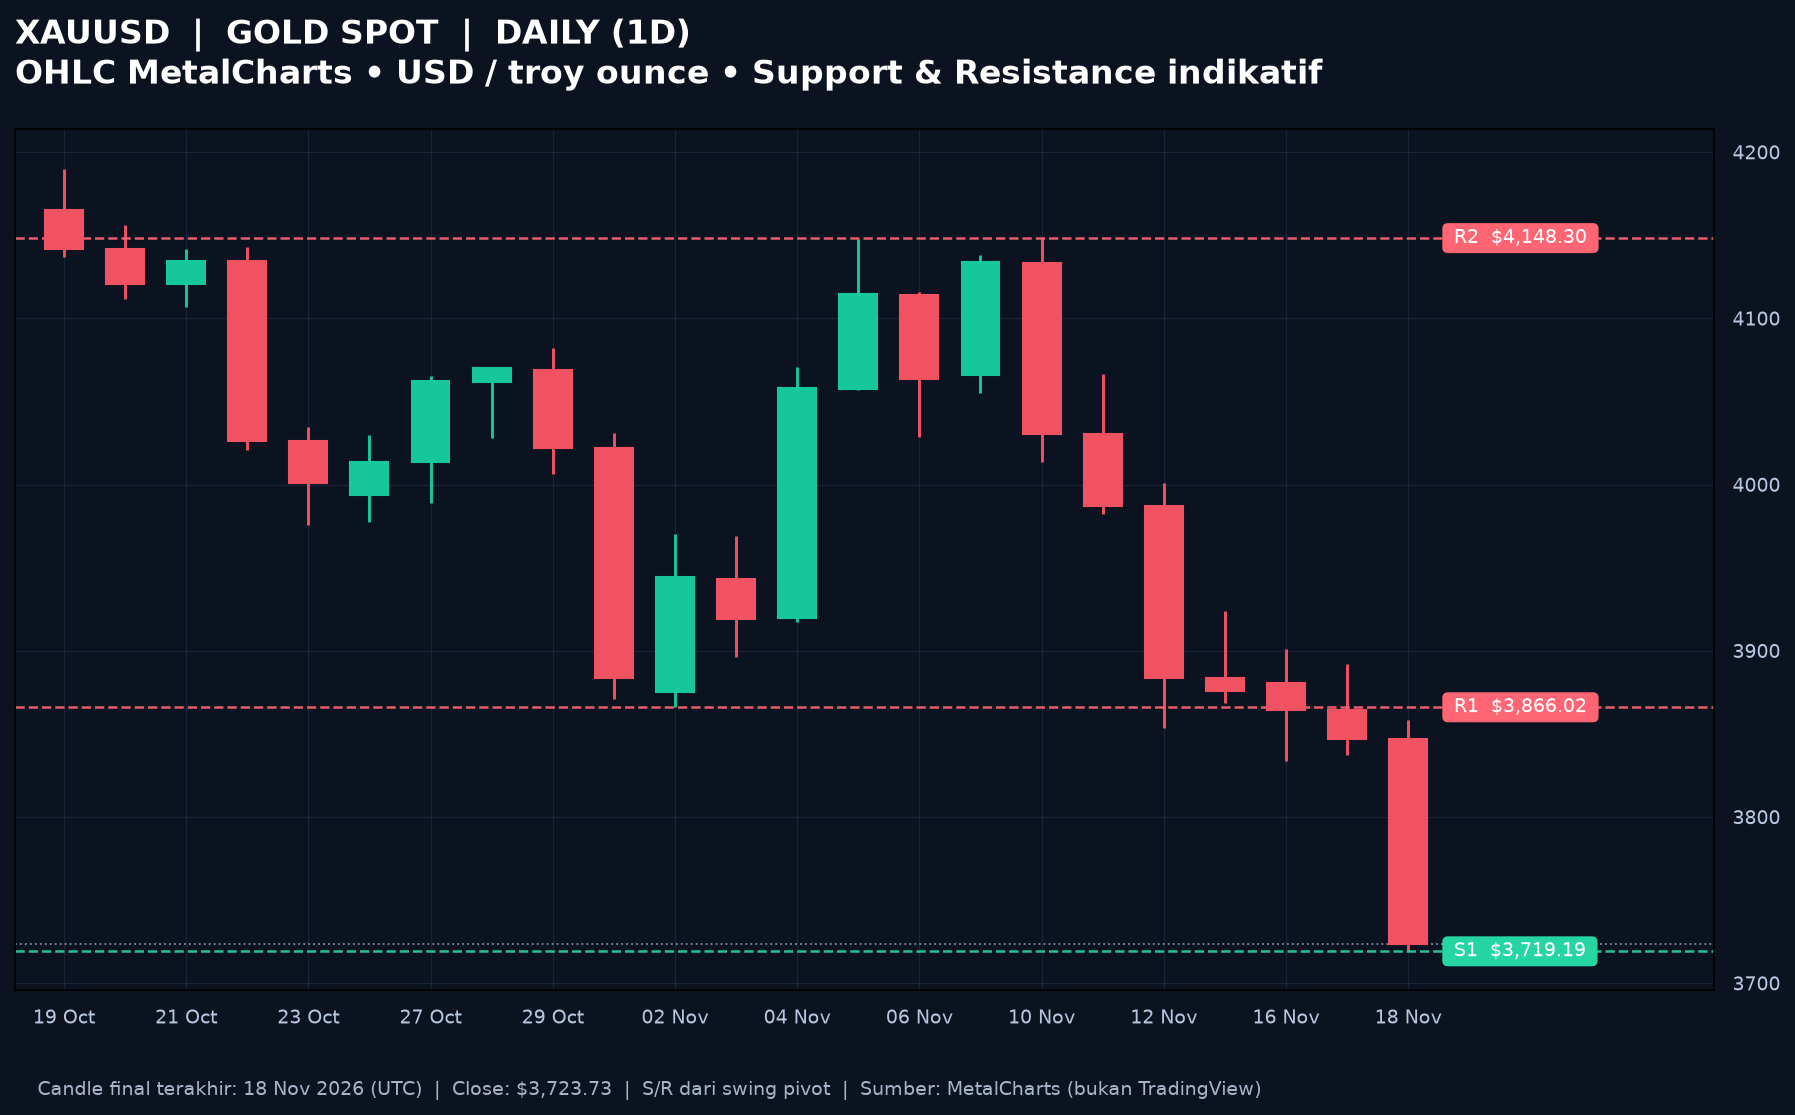 XAUUSD | GOLD SPOT | DAILY (1D)
OHLC MetalCharts • USD / troy ounce • Support & Resistance indikatif
4200
R2 $4,148.30
4100
4000
3900
R1 $3,866.02
3800
S1 $3,719.19
3700
19 Oct 21 Oct 23 Oct 27 Oct 29 Oct 02 Nov 04 Nov 06 Nov 10 Nov 12 Nov 16 Nov 18 Nov
Candle final terakhir: 18 Nov 2026 (UTC) | Close: $3,723.73 | S/R dari swing pivot | Sumber: MetalCharts (bukan TradingView)